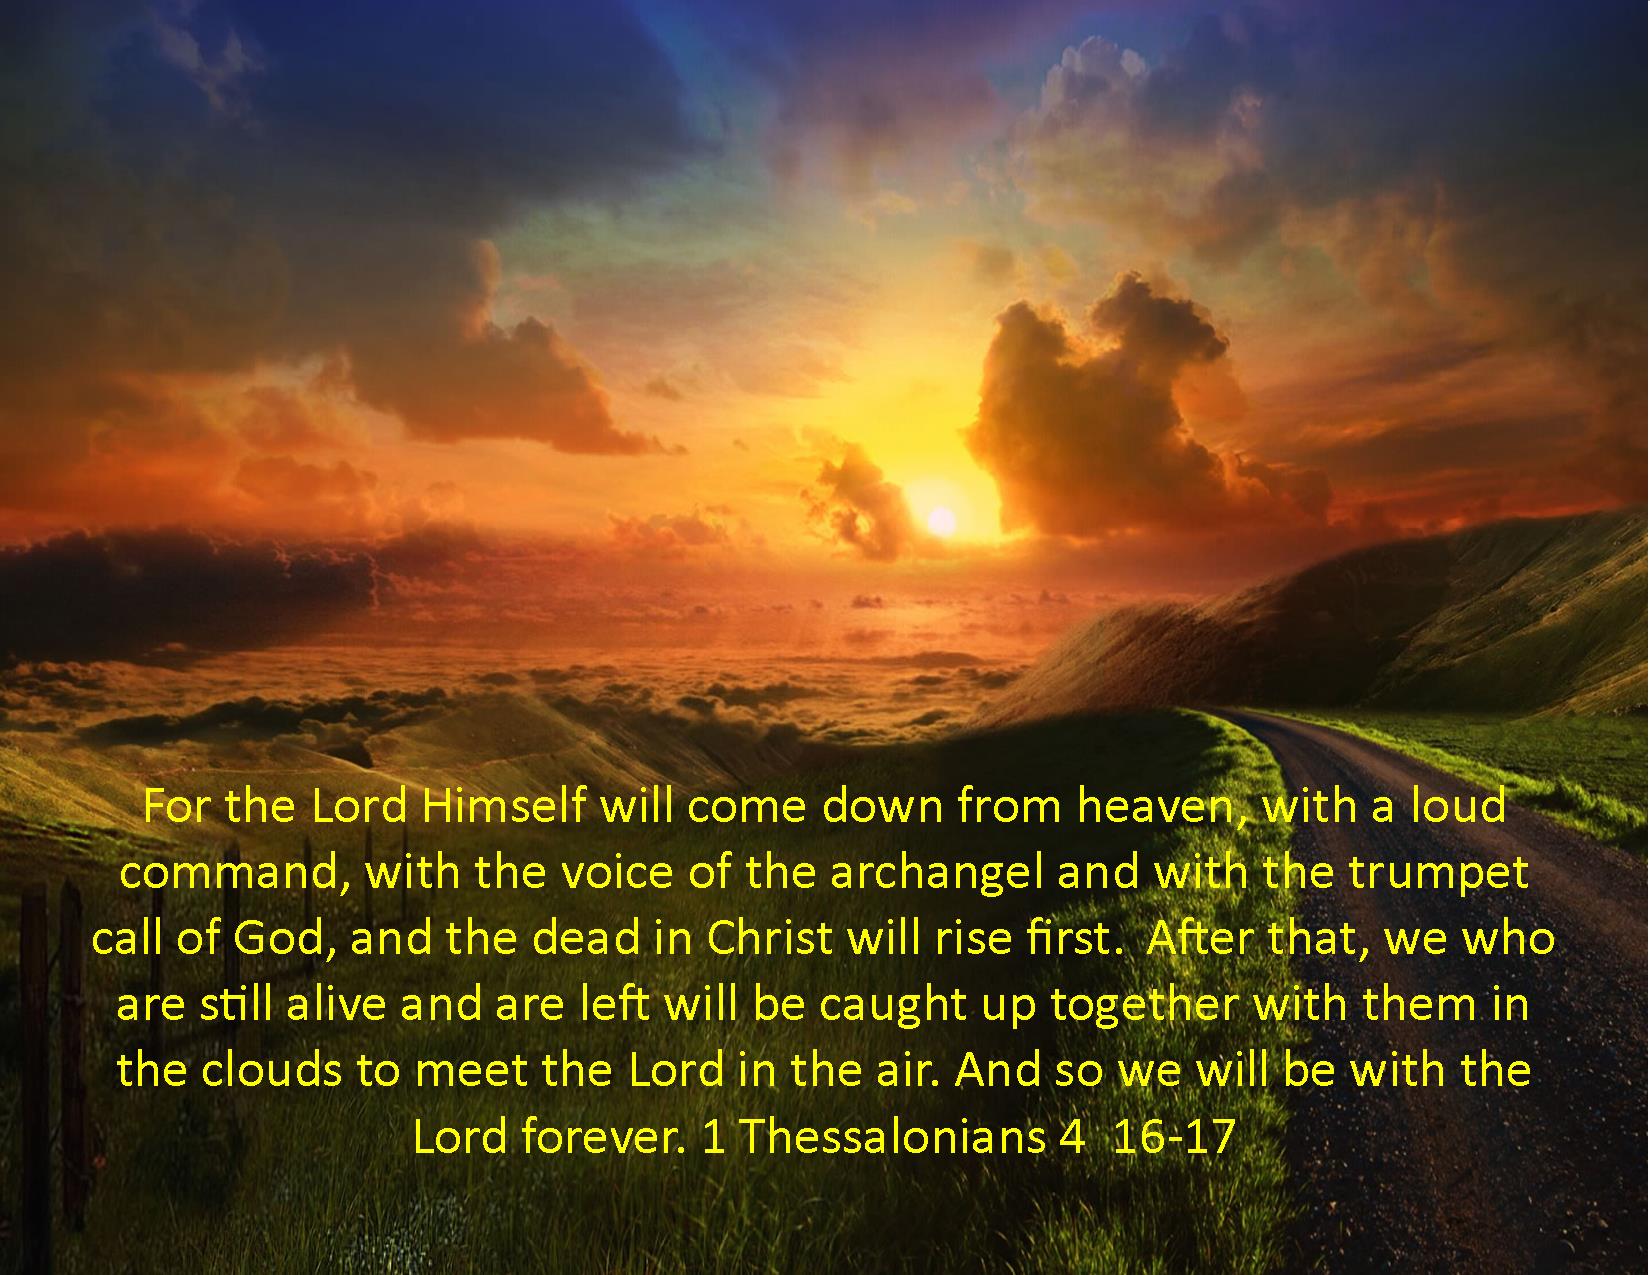 For the Lord Himself will come down from heaven, with a loud
command, with the voice of the archangel and with the trumpet
call of God, and the dead in Christ will rise first.  After that, we who
are still alive and are left will be caught up together with them in
the clouds to meet the Lord in the air. And so we will be with the
Lord forever. 1 Thessalonians 4  16-17